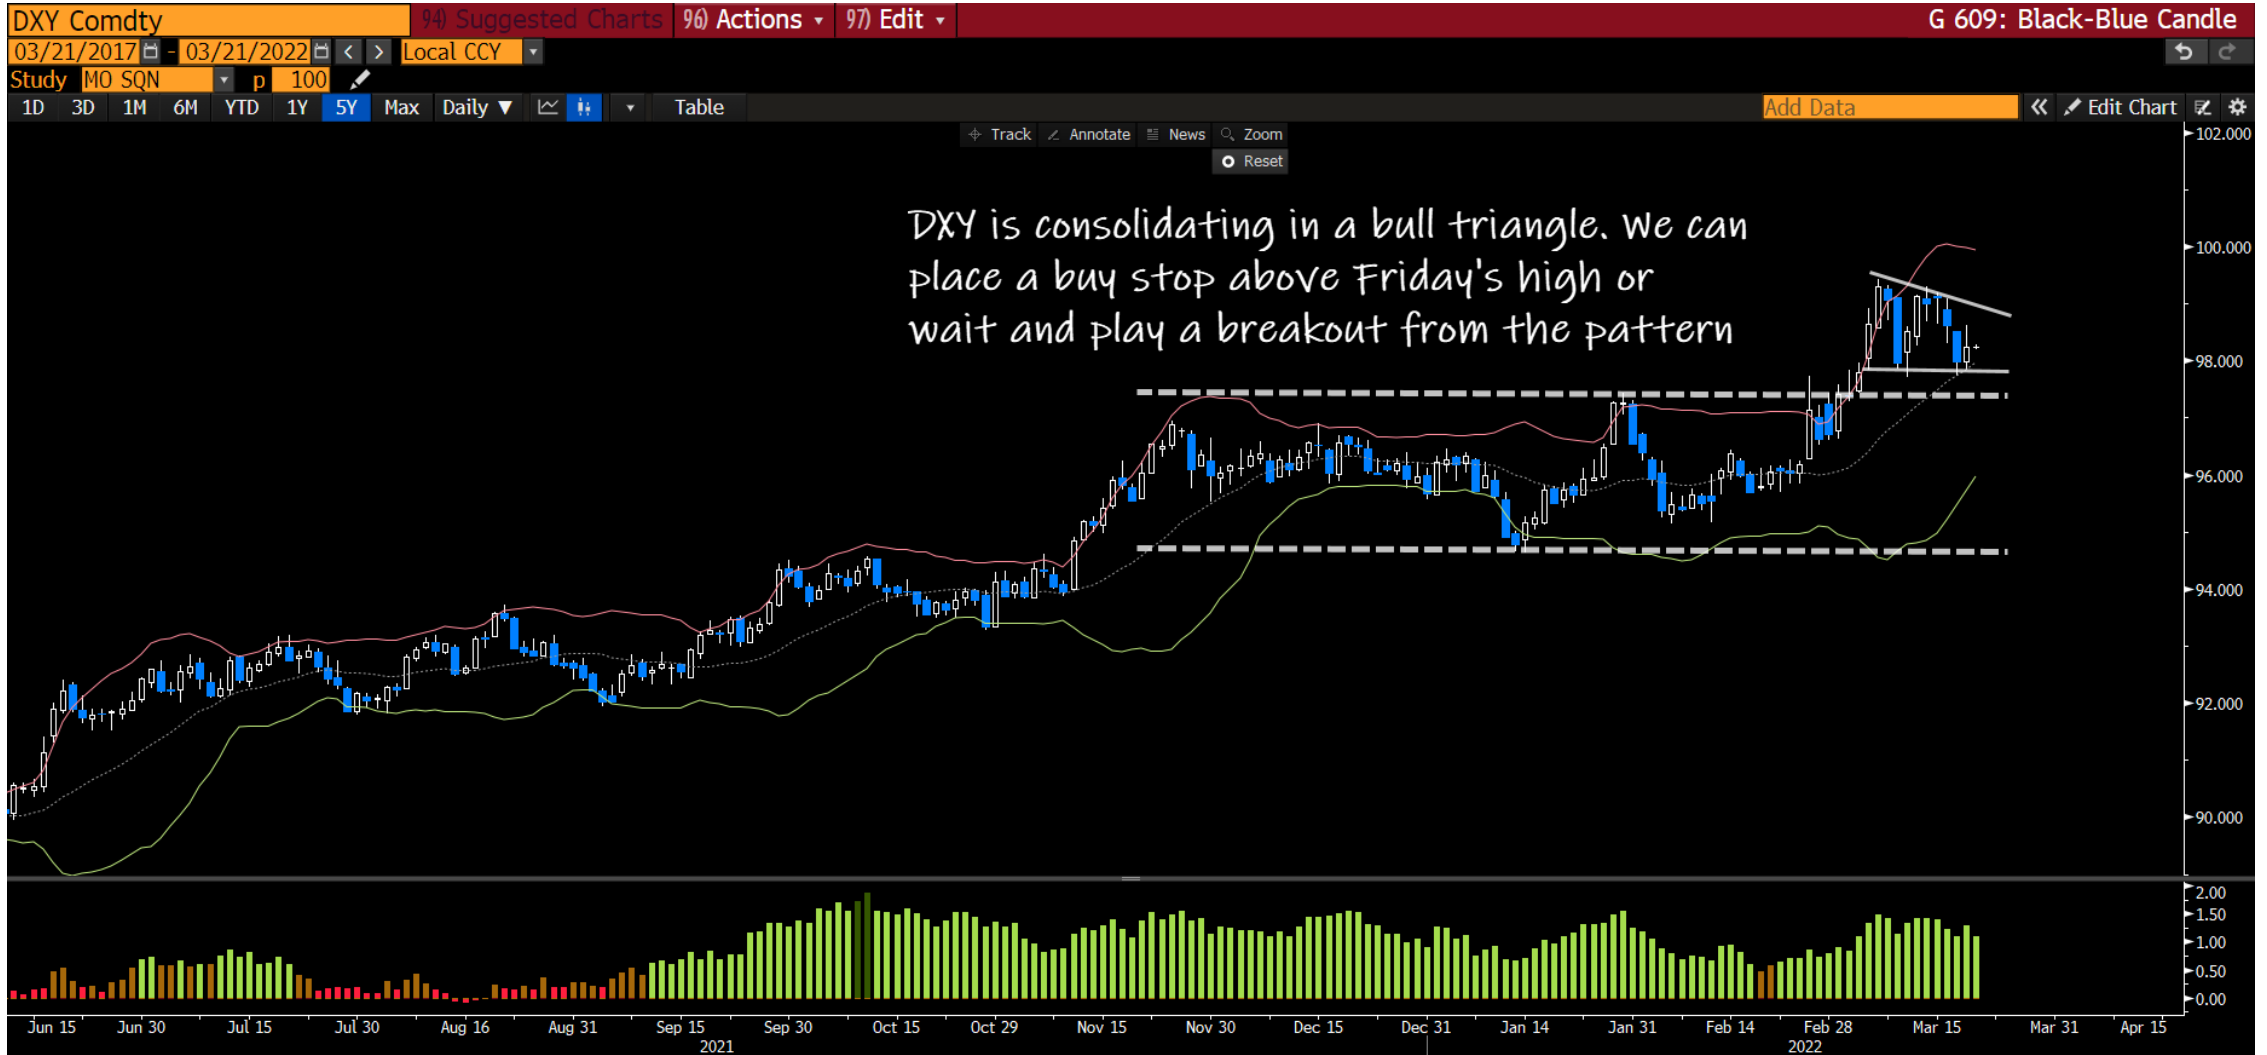 DXY Comdty 94) Suggested Charts 96) Actions 97) Edit G 609: Black-Blue Candle
03/21/2017 - 03/21/2022 Local CCY
Study MO SQN p 100
1D 3D 1M 6M YTD 1Y 5Y Max Daily ▼ Table Add Data Edit Chart
Track Annotate News Zoom
Reset
102.000
DXY is consolidating in a bull triangle. We can
place a buy stop above Friday's high or
wait and play a breakout from the pattern
100.000
98.000
96.000
94.000
92.000
90.000
2.00
1.50
1.00
0.50
0.00
Jun 15 Jun 30 Jul 15 Jul 30 Aug 16 Aug 31 Sep 15 Sep 30 Oct 15 Oct 29 Nov 15 Nov 30 Dec 15 Dec 31 Jan 14 Jan 31 Feb 14 Feb 28 Mar 15 Mar 31 Apr 15
2021 2022